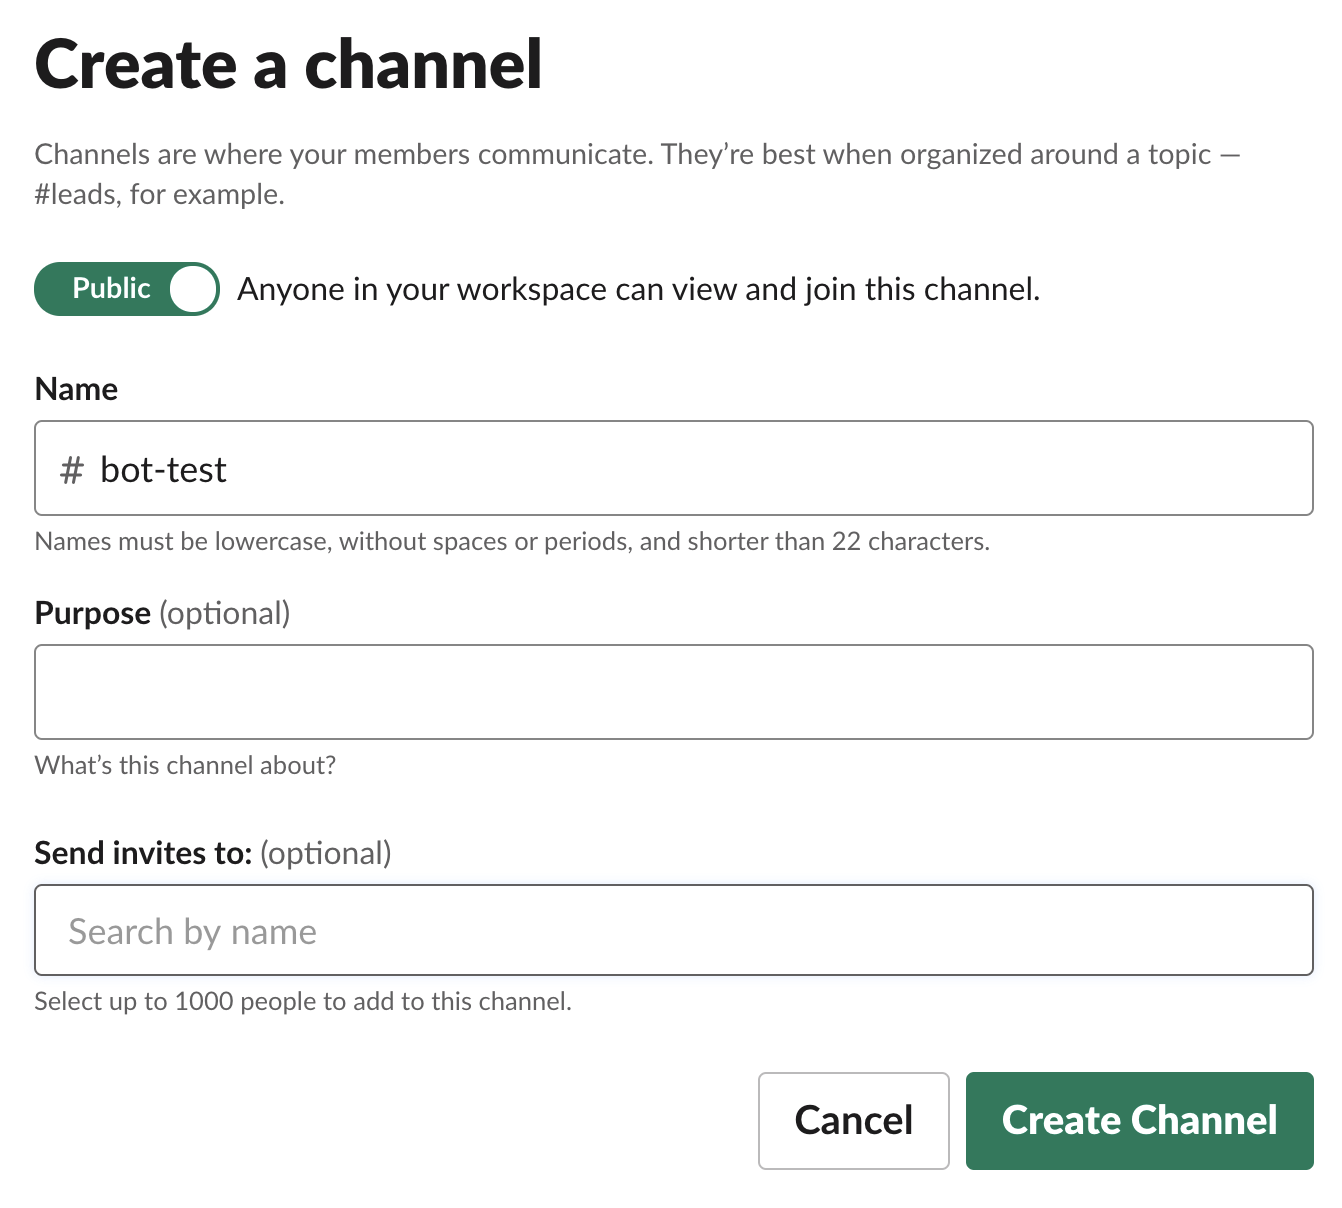 Create a channel
Channels are where your members communicate. They’re best when organized around a topic —
#leads, for example.
Public Anyone in your workspace can view and join this channel.
Name
# bot-test
Names must be lowercase, without spaces or periods, and shorter than 22 characters.
Purpose (optional)
What’s this channel about?
Send invites to: (optional)
Search by name
Select up to 1000 people to add to this channel.
Cancel Create Channel